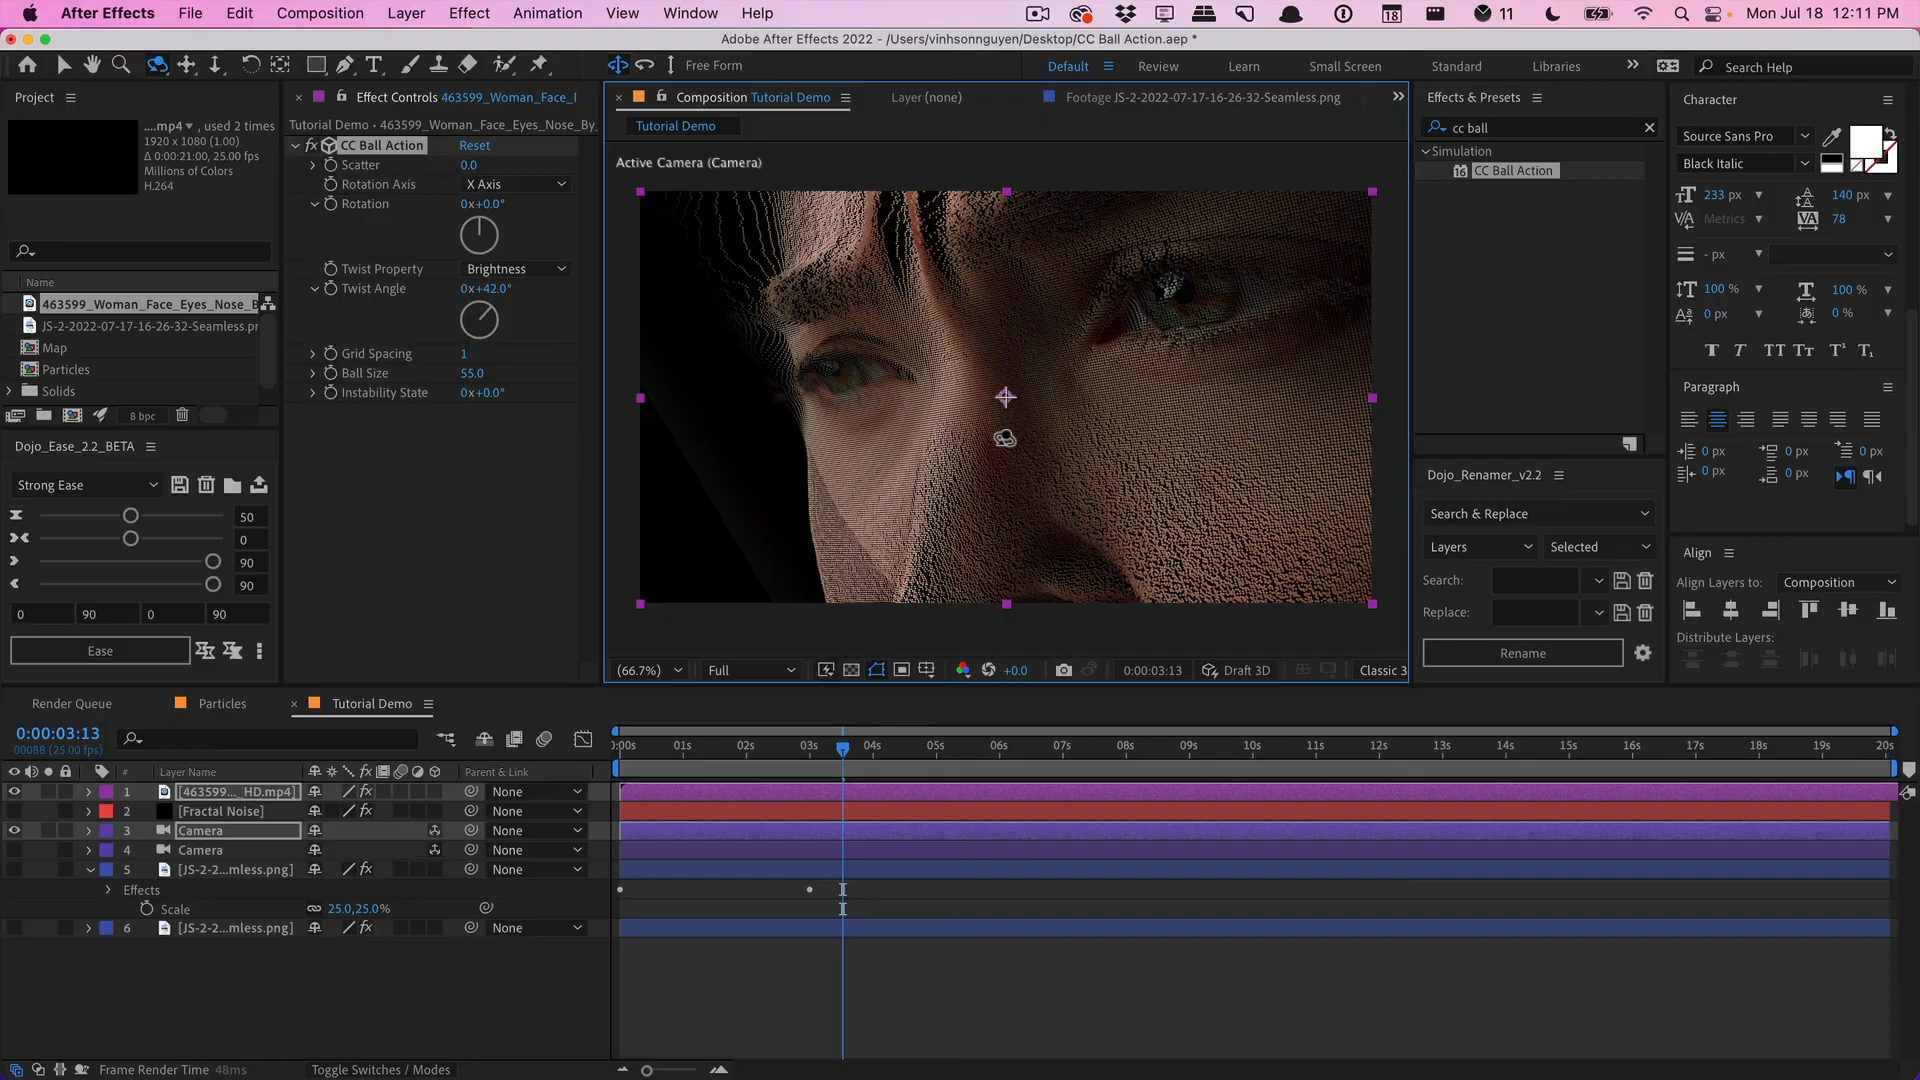 After Effects File Edit Composition Layer Effect Animation View Window Help 18 11 Mon Jul 18 12:11 PM
Adobe After Effects 2022 - /Users/vinhsonnguyen/Desktop/CC Ball Action.aep *
Free Form Default Review Learn Small Screen Standard Libraries Search Help
Project
....mp4, used 2 times
1920 x 1080 (1.00)
Δ 0:00:21:00, 25.00 fps
Millions of Colors
H.264
Name
463599_Woman_Face_Eyes_Nose_B
JS-2-2022-07-17-16-26-32-Seamless.pr
Map
Particles
Solids
8 bpc
Effect Controls 463599_Woman_Face_I
Tutorial Demo • 463599_Woman_Face_Eyes_Nose_By_
fx CC Ball Action Reset
Scatter 0.0
Rotation Axis X Axis
Rotation 0x+0.0°
Twist Property Brightness
Twist Angle 0x+42.0°
Grid Spacing 1
Ball Size 55.0
Instability State 0x+0.0°
Dojo_Ease_2.2_BETA
Strong Ease
50
0
90
90
0 90 0 90
Ease
Composition Tutorial Demo Layer (none) Footage JS-2-2022-07-17-16-26-32-Seamless.png
Tutorial Demo
Active Camera (Camera)
(66.7%) Full +0.0 0:00:03:13 Draft 3D Classic 3
Effects & Presets
cc ball
Simulation
16 CC Ball Action
Dojo_Renamer_v2.2
Search & Replace
Layers Selected
Search:
Replace:
Rename
Character
Source Sans Pro
Black Italic
233 px 140 px
Metrics 78
- px
100 % 100 %
0 px 0 %
Paragraph
0 px 0 px 0 px
0 px 0 px
Align
Align Layers to: Composition
Distribute Layers:
Render Queue Particles Tutorial Demo
0:00:03:13
00088 (25.00 fps)
:00s 01s 02s 03s 04s 05s 06s 07s 08s 09s 10s 11s 12s 13s 14s 15s 16s 17s 18s 19s 20s
# Layer Name fx Parent & Link
1 [463599..._HD.mp4] fx None
2 [Fractal Noise] fx None
3 Camera None
4 Camera None
5 [JS-2-2...mless.png] fx None
Effects
Scale 25.0,25.0%
6 [JS-2-2...mless.png] fx None
Frame Render Time 48ms Toggle Switches / Modes